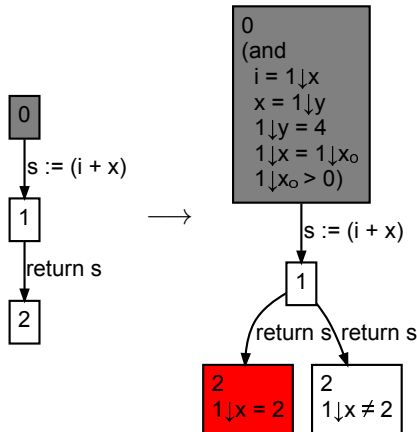 0
s := (i + x)
1
return s
2
⟶
0
(and
i = 1↓x
x = 1↓y
1↓y = 4
1↓x = 1↓xₒ
1↓xₒ > 0)
s := (i + x)
1
return s
return s
2
1↓x = 2
2
1↓x ≠ 2